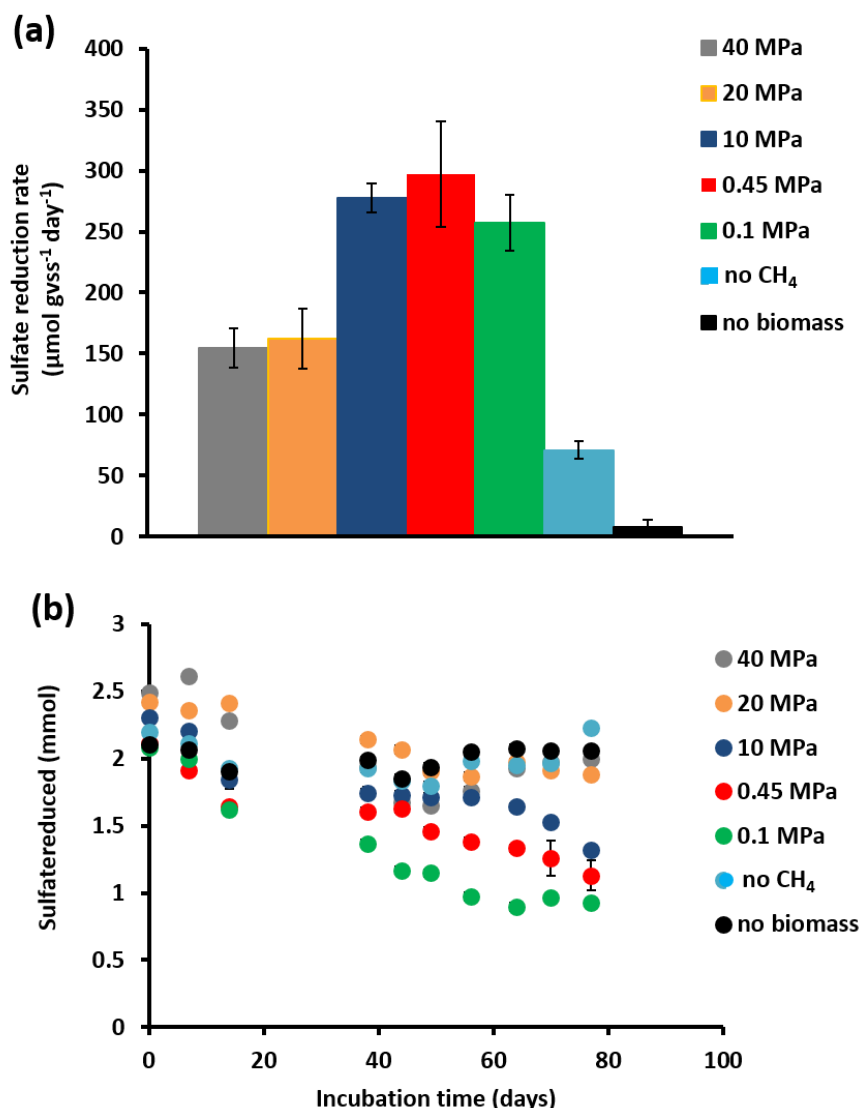 (a)
400
350
300
250
200
150
100
50
0
Sulfate reduction rate
(µmol gvss⁻¹ day⁻¹)
40 MPa
20 MPa
10 MPa
0.45 MPa
0.1 MPa
no CH₄
no biomass
(b)
3
2.5
2
1.5
1
0.5
0
Sulfatereduced (mmol)
0 20 40 60 80 100
Incubation time (days)
40 MPa
20 MPa
10 MPa
0.45 MPa
0.1 MPa
no CH₄
no biomass